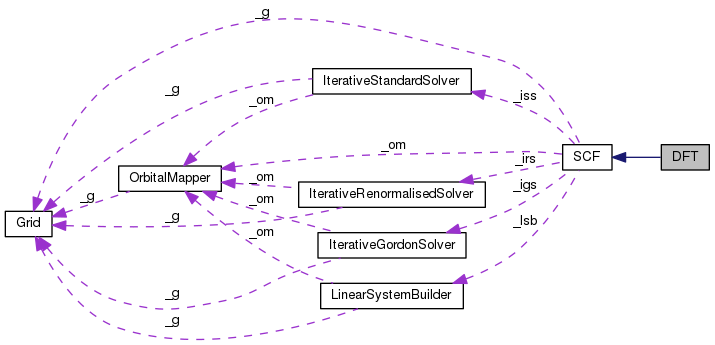 _g
IterativeStandardSolver
_g
_om
_iss
_om
SCF
DFT
_irs
OrbitalMapper
_om
_igs
IterativeRenormalisedSolver
_g
_om
_g
_lsb
Grid
_om
IterativeGordonSolver
_g
LinearSystemBuilder
_g